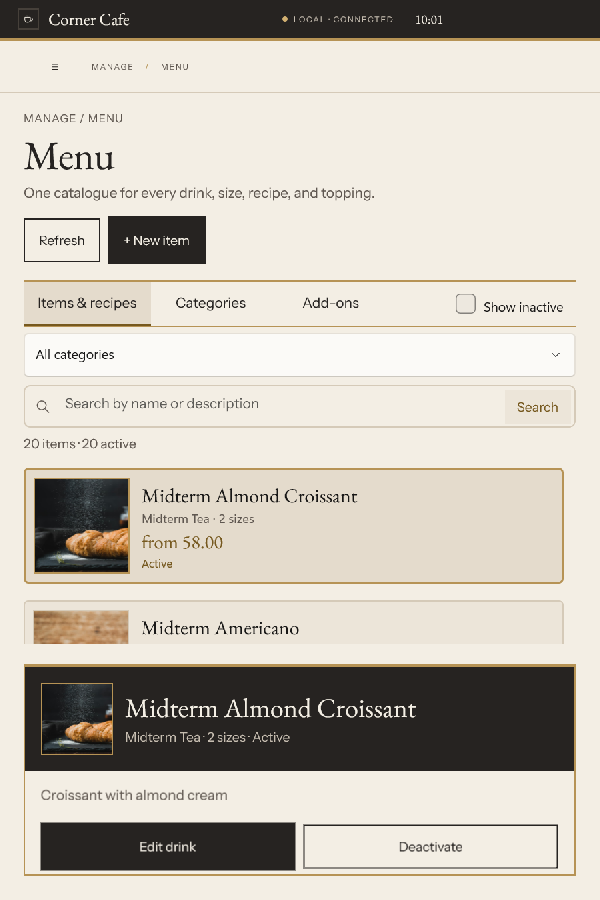 Corner Cafe
LOCAL · CONNECTED
10:01
≡ MANAGE / MENU
MANAGE / MENU
Menu
One catalogue for every drink, size, recipe, and topping.
Refresh
+ New item
Items & recipes
Categories
Add-ons
Show inactive
All categories
Search by name or description
Search
20 items · 20 active
Midterm Almond Croissant
Midterm Tea · 2 sizes
from 58.00
Active
Midterm Americano
Midterm Almond Croissant
Midterm Tea · 2 sizes · Active
Croissant with almond cream
Edit drink
Deactivate